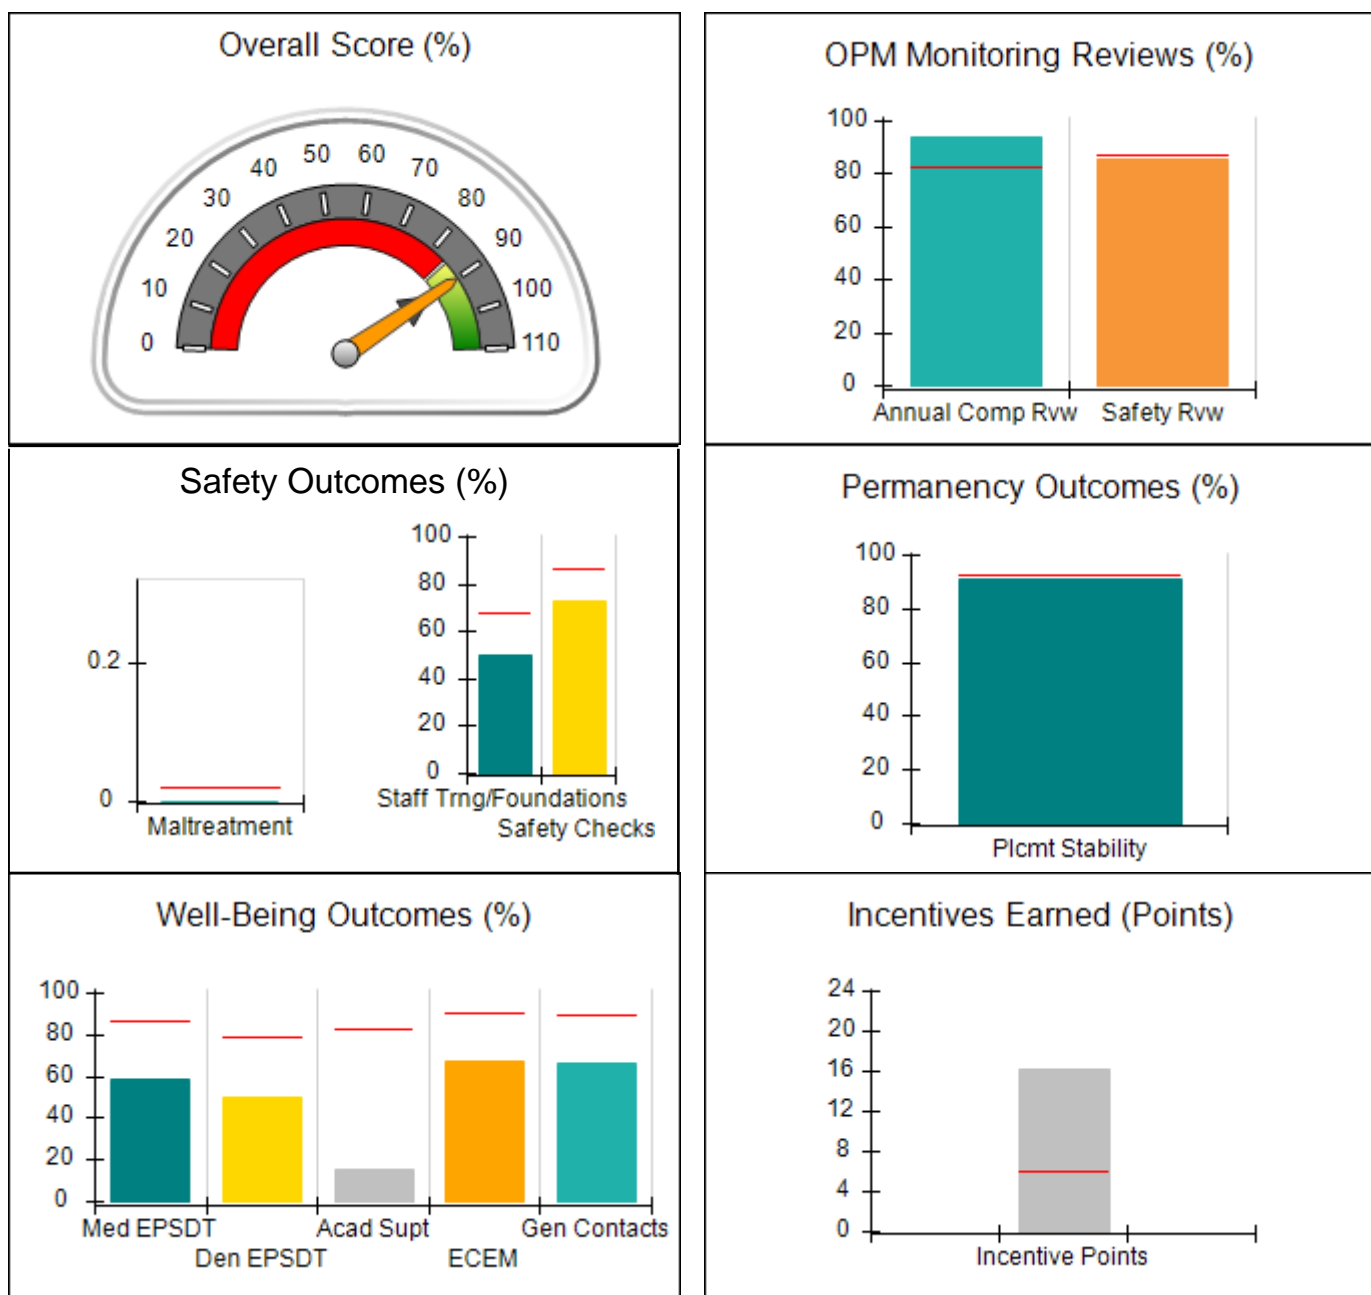 Overall Score (%)
0
10
20
30
40
50
60
70
80
90
100
110
OPM Monitoring Reviews (%)
100
80
60
40
20
0
Annual Comp Rvw
Safety Rvw
Safety Outcomes (%)
0.2
0
Maltreatment
100
80
60
40
20
0
Staff Trng/Foundations
Safety Checks
Permanency Outcomes (%)
100
80
60
40
20
0
Plcmt Stability
Well-Being Outcomes (%)
100
80
60
40
20
0
Med EPSDT
Den EPSDT
Acad Supt
ECEM
Gen Contacts
Incentives Earned (Points)
24
20
16
12
8
4
0
Incentive Points